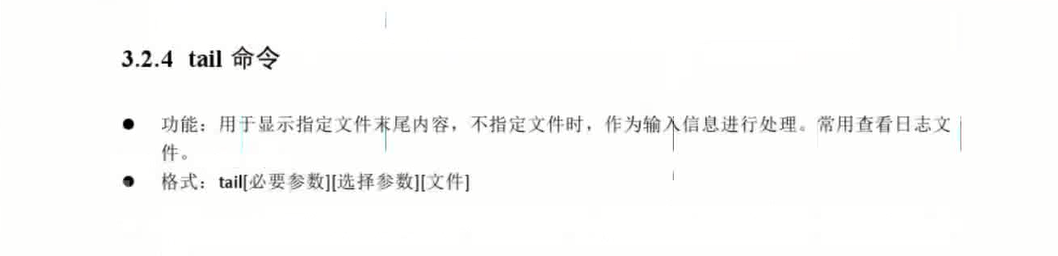 3.2.4 tail 命令
● 功能：用于显示指定文件末尾内容，不指定文件时，作为输入信息进行处理。常用查看日志文
件。
● 格式：tail[必要参数][选择参数][文件]